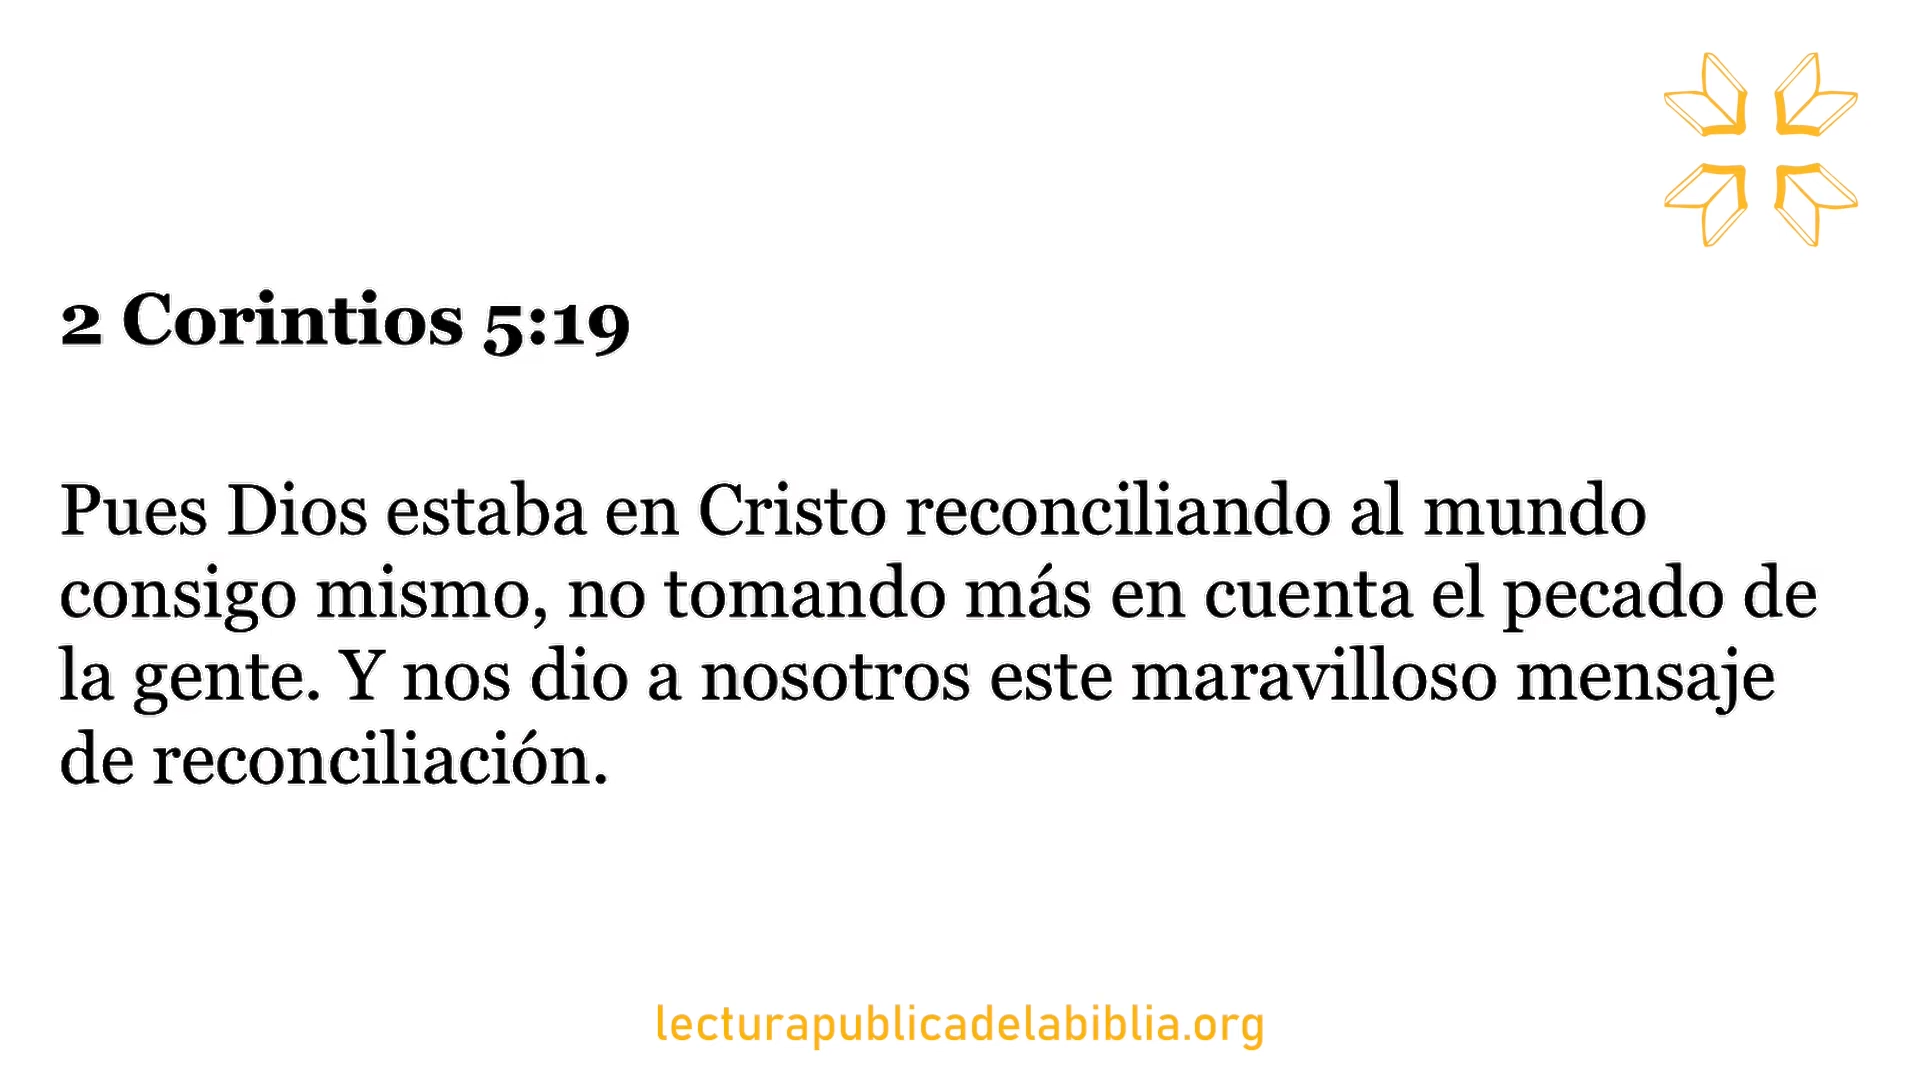 2 Corintios 5:19
Pues Dios estaba en Cristo reconciliando al mundo
consigo mismo, no tomando más en cuenta el pecado de
la gente. Y nos dio a nosotros este maravilloso mensaje
de reconciliación.
lecturapublicadelabiblia.org